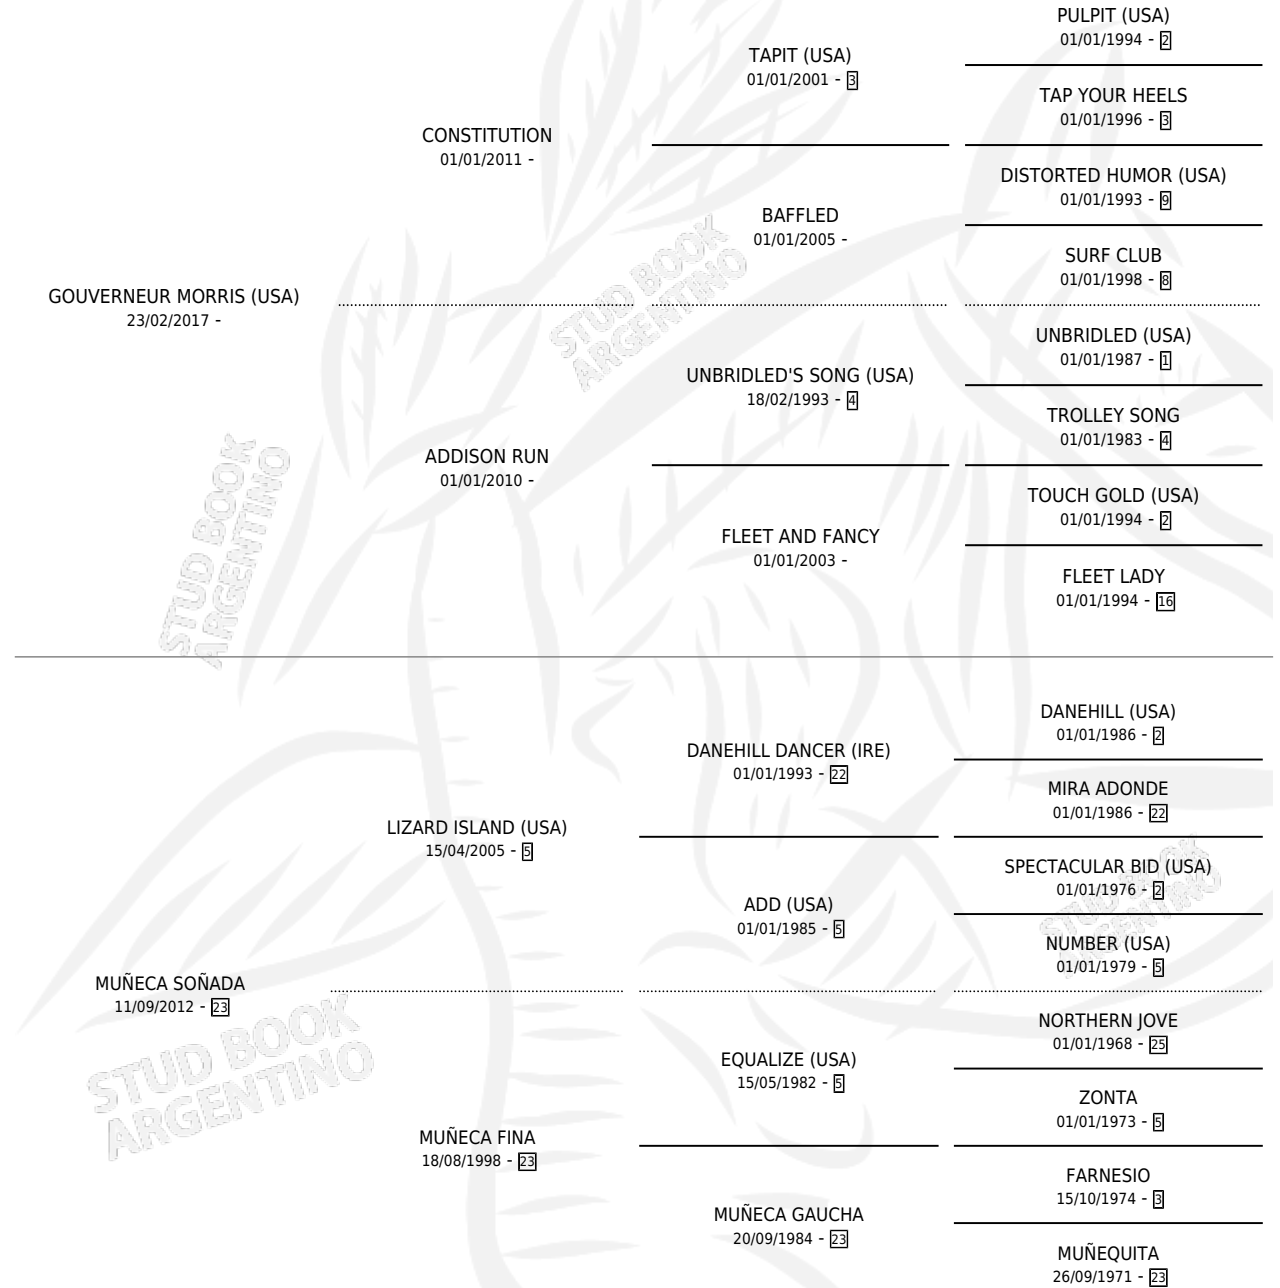 PULPIT (USA)
01/01/1994 - 2
TAPIT (USA)
01/01/2001 - 3
TAP YOUR HEELS
01/01/1996 - 3
CONSTITUTION
01/01/2011 -
DISTORTED HUMOR (USA)
01/01/1993 - 9
BAFFLED
01/01/2005 -
SURF CLUB
01/01/1998 - 8
GOUVERNEUR MORRIS (USA)
23/02/2017 -
UNBRIDLED (USA)
01/01/1987 - 1
UNBRIDLED'S SONG (USA)
18/02/1993 - 4
TROLLEY SONG
01/01/1983 - 4
ADDISON RUN
01/01/2010 -
TOUCH GOLD (USA)
01/01/1994 - 2
FLEET AND FANCY
01/01/2003 -
FLEET LADY
01/01/1994 - 16
DANEHILL (USA)
01/01/1986 - 2
DANEHILL DANCER (IRE)
01/01/1993 - 22
MIRA ADONDE
01/01/1986 - 22
LIZARD ISLAND (USA)
15/04/2005 - 5
SPECTACULAR BID (USA)
01/01/1976 - 2
ADD (USA)
01/01/1985 - 5
NUMBER (USA)
01/01/1979 - 5
MUÑECA SOÑADA
11/09/2012 - 23
NORTHERN JOVE
01/01/1968 - 25
EQUALIZE (USA)
15/05/1982 - 5
ZONTA
01/01/1973 - 5
MUÑECA FINA
18/08/1998 - 23
FARNESIO
15/10/1974 - 3
MUÑECA GAUCHA
20/09/1984 - 23
MUÑEQUITA
26/09/1971 - 23
STUD BOOK
ARGENTINO
STUD BOOK
ARGENTINO
STUD BOOK
ARGENTINO
STUD BOOK
ARGENTINO